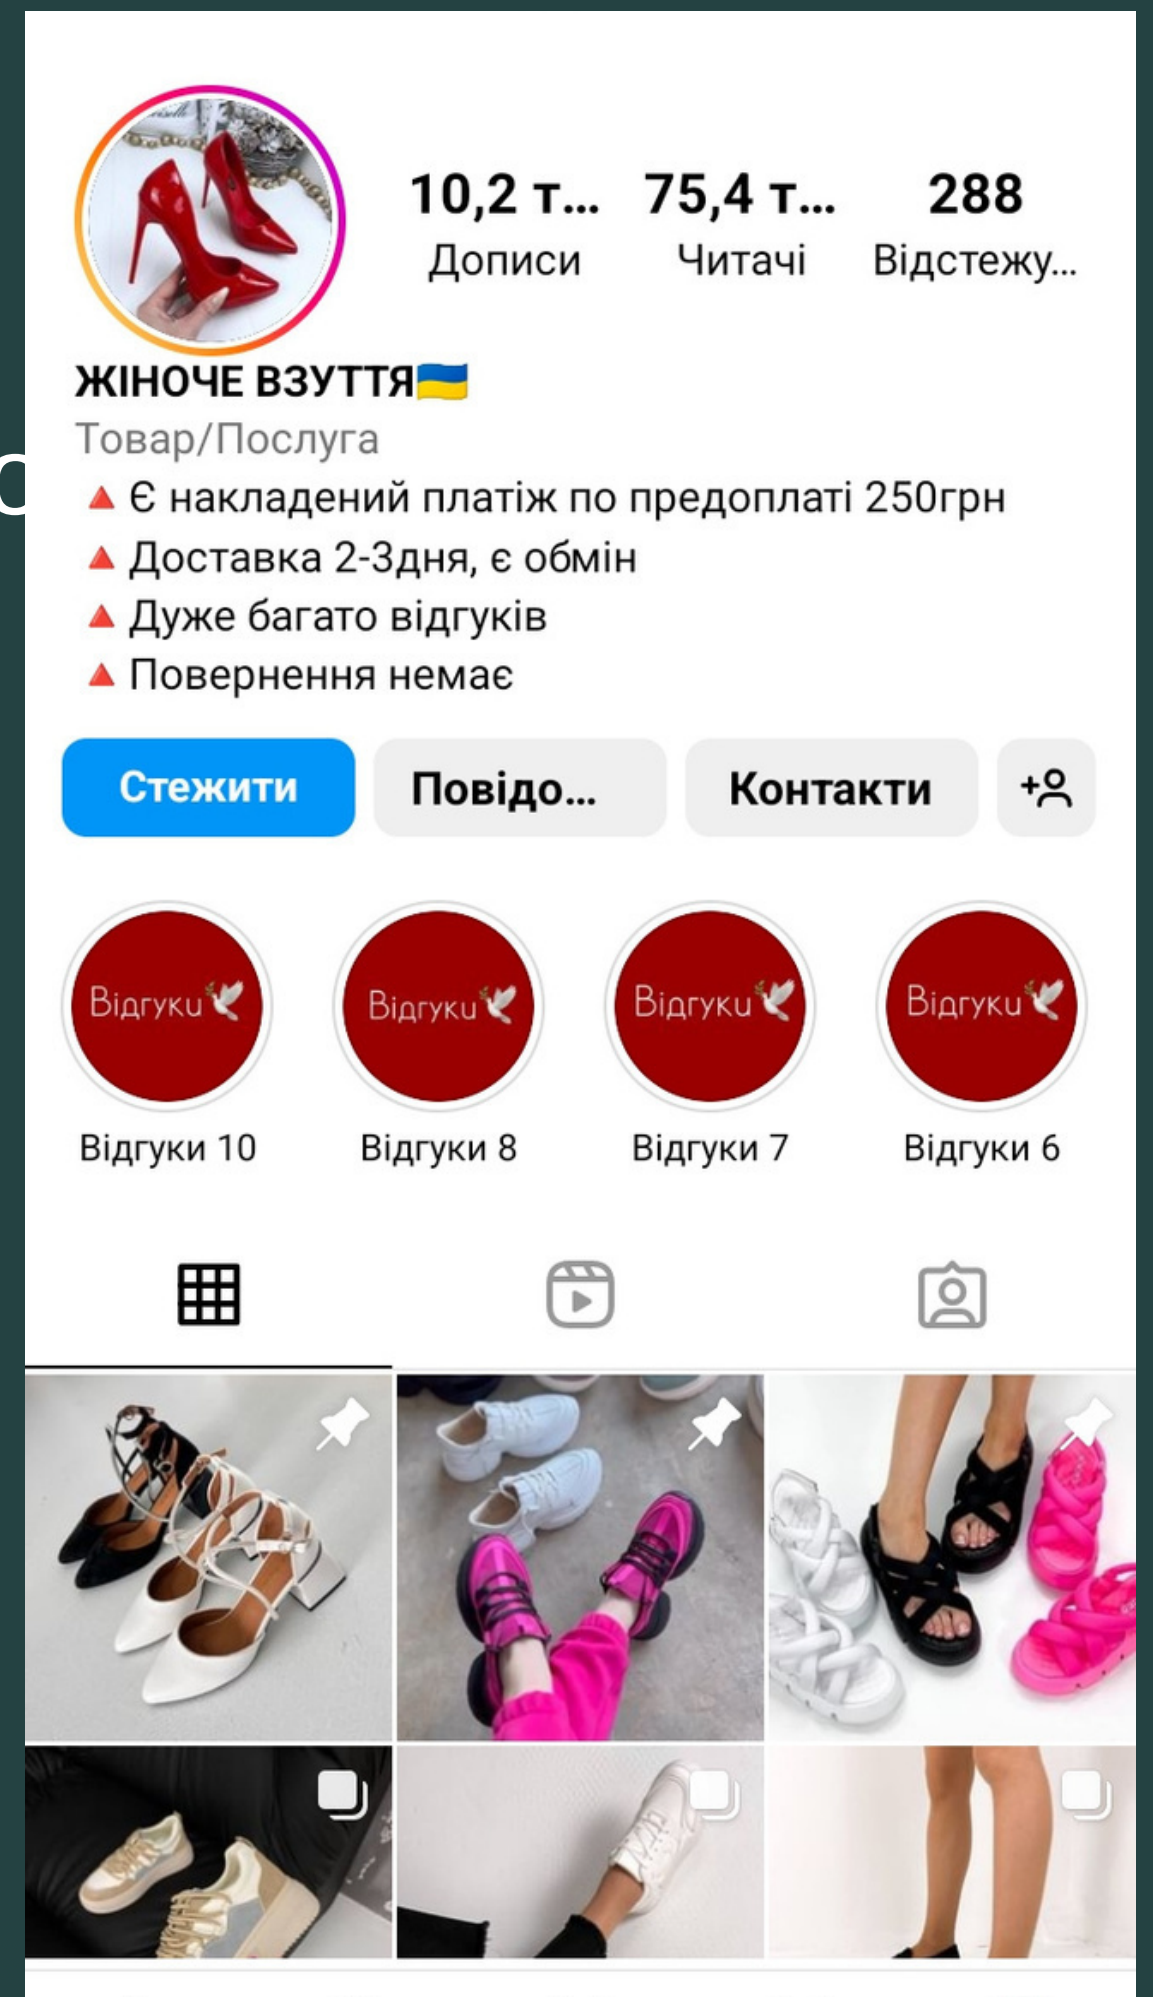 10,2 т... 75,4 т... 288
Дописи Читачі Відстежу...
ЖІНОЧЕ ВЗУТТЯ🇺🇦
Товар/Послуга
🔺Є накладений платіж по предоплаті 250грн
🔺Доставка 2-3дня, є обмін
🔺Дуже багато відгуків
🔺Повернення немає
Стежити Повідо... Контакти
Відгуки Відгуки Відгуки Відгуки
Відгуки 10 Відгуки 8 Відгуки 7 Відгуки 6